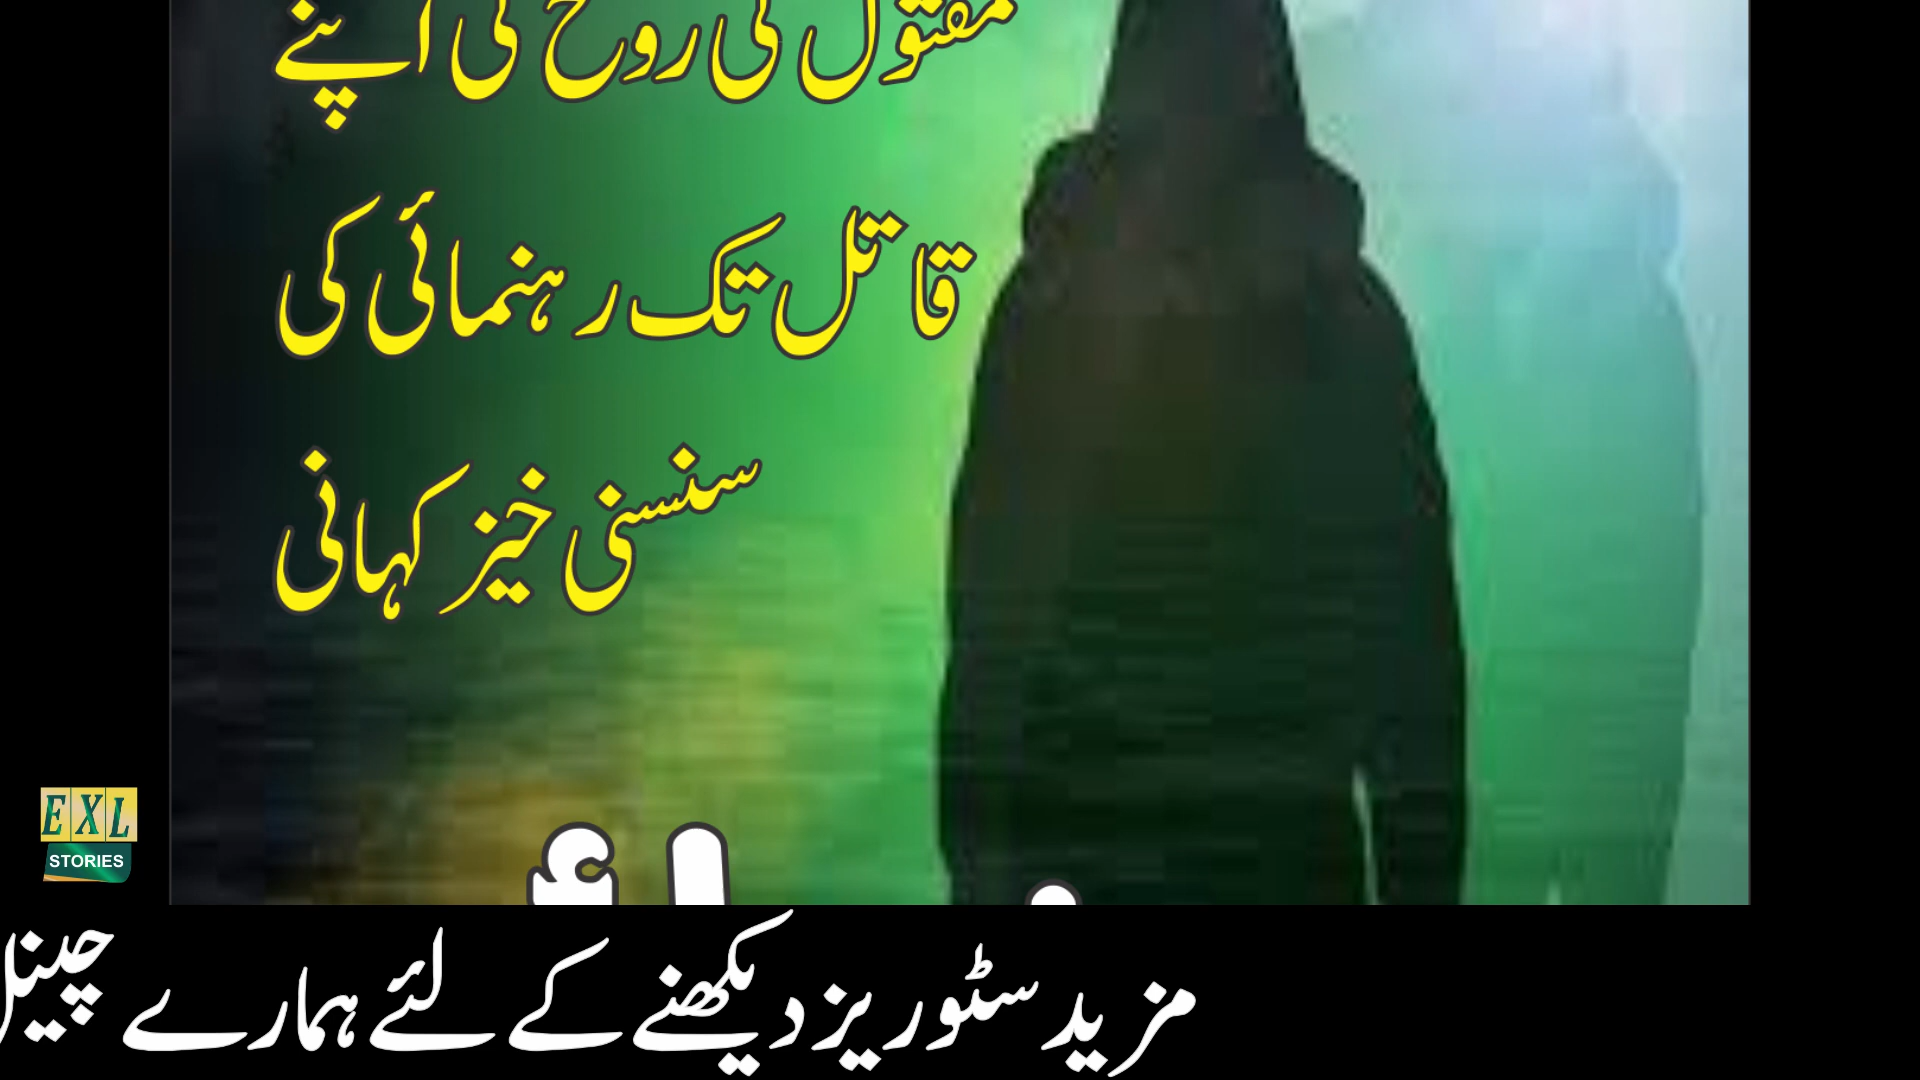 مقتول کی روح کی اپنے
قاتل تک رہنمائی کی
سنسنی خیز کہانی
EXL
STORIES
مزید سٹوریز دیکھنے کے لئے ہمارے چینل